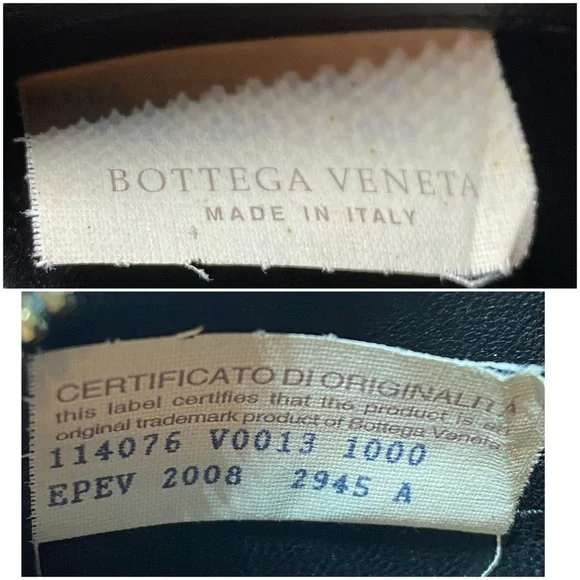 BOTTEGA VENETA
MADE IN ITALY
CERTIFICATO DI ORIGINALITA
this label certifies that the product is an
original trademark product of Bottega Veneta
114076 V0013 1000
EPEV 2008 2945 A